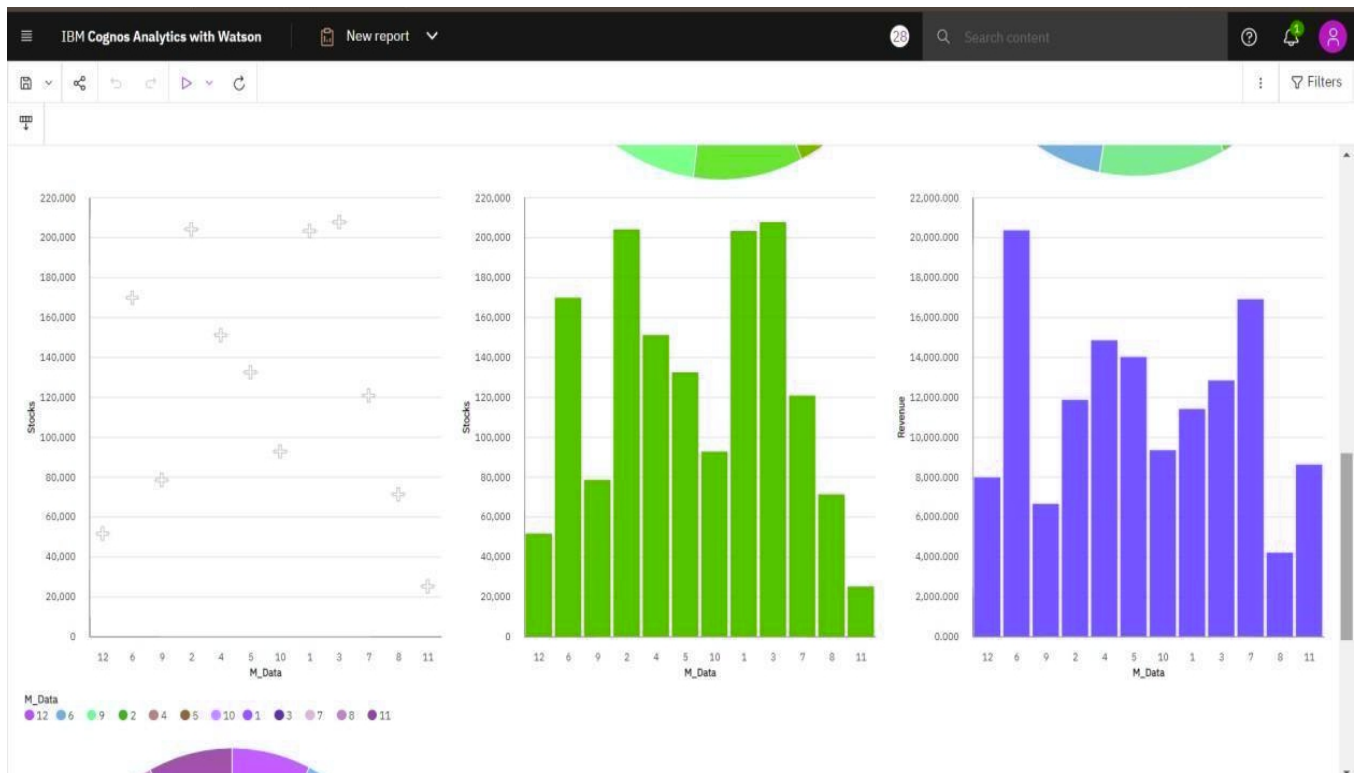 IBM Cognos Analytics with Watson
New report
28
Search content
1
Filters
220,000
200,000
180,000
160,000
140,000
120,000
100,000
80,000
60,000
40,000
20,000
0
Stocks
12 6 9 2 4 5 10 1 3 7 8 11
M_Data
220,000
200,000
180,000
160,000
140,000
120,000
100,000
80,000
60,000
40,000
20,000
0
Stocks
12 6 9 2 4 5 10 1 3 7 8 11
M_Data
22,000.000
20,000.000
18,000.000
16,000.000
14,000.000
12,000.000
10,000.000
8,000.000
6,000.000
4,000.000
2,000.000
0.000
Revenue
12 6 9 2 4 5 10 1 3 7 8 11
M_Data
M_Data
12 6 9 2 4 5 10 1 3 7 8 11